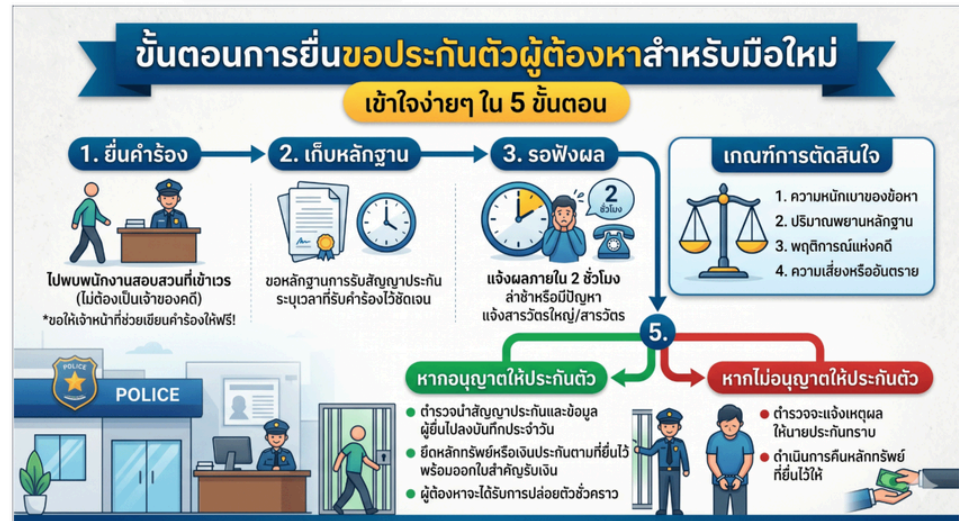 ขั้นตอนการยื่นขอประกันตัวผู้ต้องหาสำหรับมือใหม่
เข้าใจง่ายๆ ใน 5 ขั้นตอน
1. ยื่นคำร้อง
ไปพบพนักงานสอบสวนที่เข้าเวร
(ไม่ต้องเป็นเจ้าของคดี)
*ขอให้เจ้าหน้าที่ช่วยเขียนคำร้องให้ฟรี!
2. เก็บหลักฐาน
ขอหลักฐานการรับสัญญาประกัน
ระบุเวลาที่รับคำร้องไว้ชัดเจน
3. รอฟังผล
2
ชั่วโมง
แจ้งผลภายใน 2 ชั่วโมง
ล่าช้าหรือมีปัญหา
แจ้งสารวัตรใหญ่/สารวัตร
เกณฑ์การตัดสินใจ
1. ความหนักเบาของข้อหา
2. ปริมาณพยานหลักฐาน
3. พฤติการณ์แห่งคดี
4. ความเสี่ยงหรืออันตราย
5.
หากอนุญาตให้ประกันตัว
ตำรวจนำสัญญาประกันและข้อมูล
ผู้ยื่นไปลงบันทึกประจำวัน
ยึดหลักทรัพย์หรือเงินประกันตามที่ยื่นไว้
พร้อมออกใบสำคัญรับเงิน
ผู้ต้องหาจะได้รับการปล่อยตัวชั่วคราว
หากไม่อนุญาตให้ประกันตัว
ตำรวจจะแจ้งเหตุผล
ให้นายประกันทราบ
ดำเนินการคืนหลักทรัพย์
ที่ยื่นไว้ให้
POLICE
POLICE